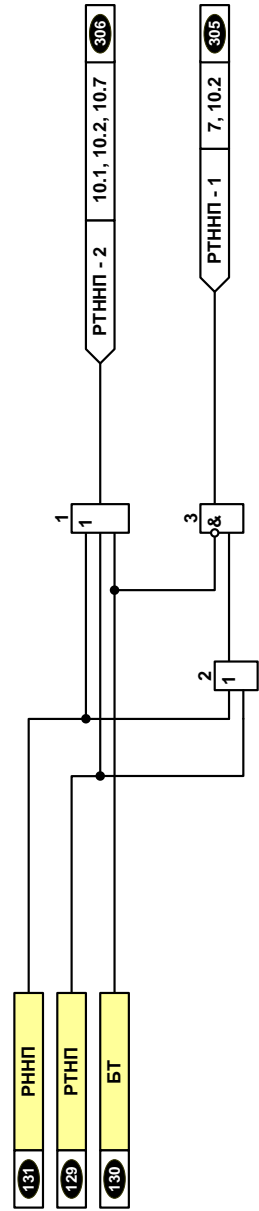 131 РННП
129 РТНП
130 БТ
2
1
1
1
3
&
РТННП - 2 10.1, 10.2, 10.7 306
РТННП - 1 7, 10.2 305